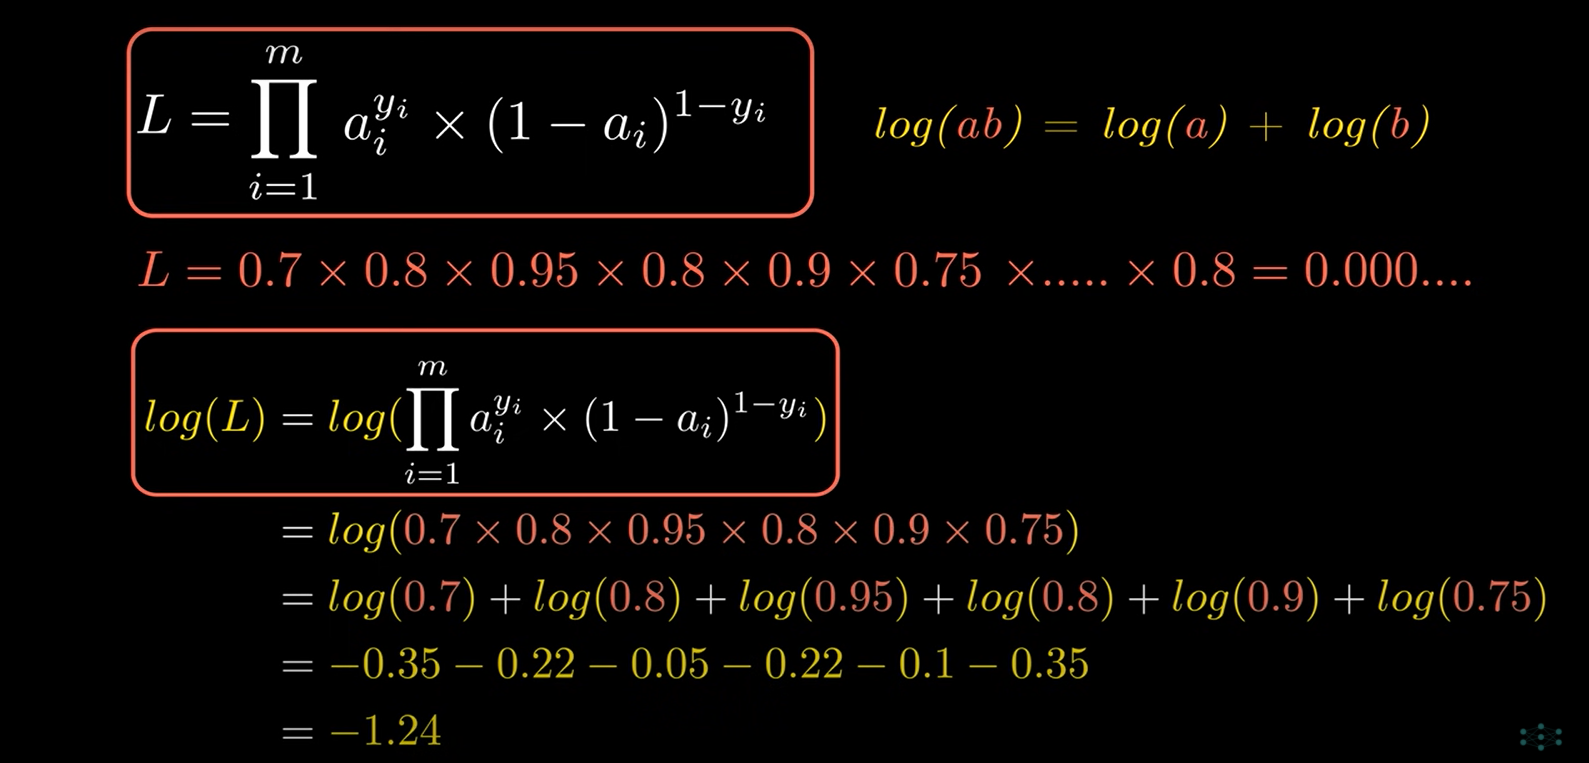 L = ∏_{i=1}^{m} a_i^{y_i} × (1 − a_i)^{1−y_i}
log(ab) = log(a) + log(b)
L = 0.7 × 0.8 × 0.95 × 0.8 × 0.9 × 0.75 ×..... × 0.8 = 0.000....
log(L) = log(∏_{i=1}^{m} a_i^{y_i} × (1 − a_i)^{1−y_i})
= log(0.7 × 0.8 × 0.95 × 0.8 × 0.9 × 0.75)
= log(0.7) + log(0.8) + log(0.95) + log(0.8) + log(0.9) + log(0.75)
= −0.35 − 0.22 − 0.05 − 0.22 − 0.1 − 0.35
= −1.24